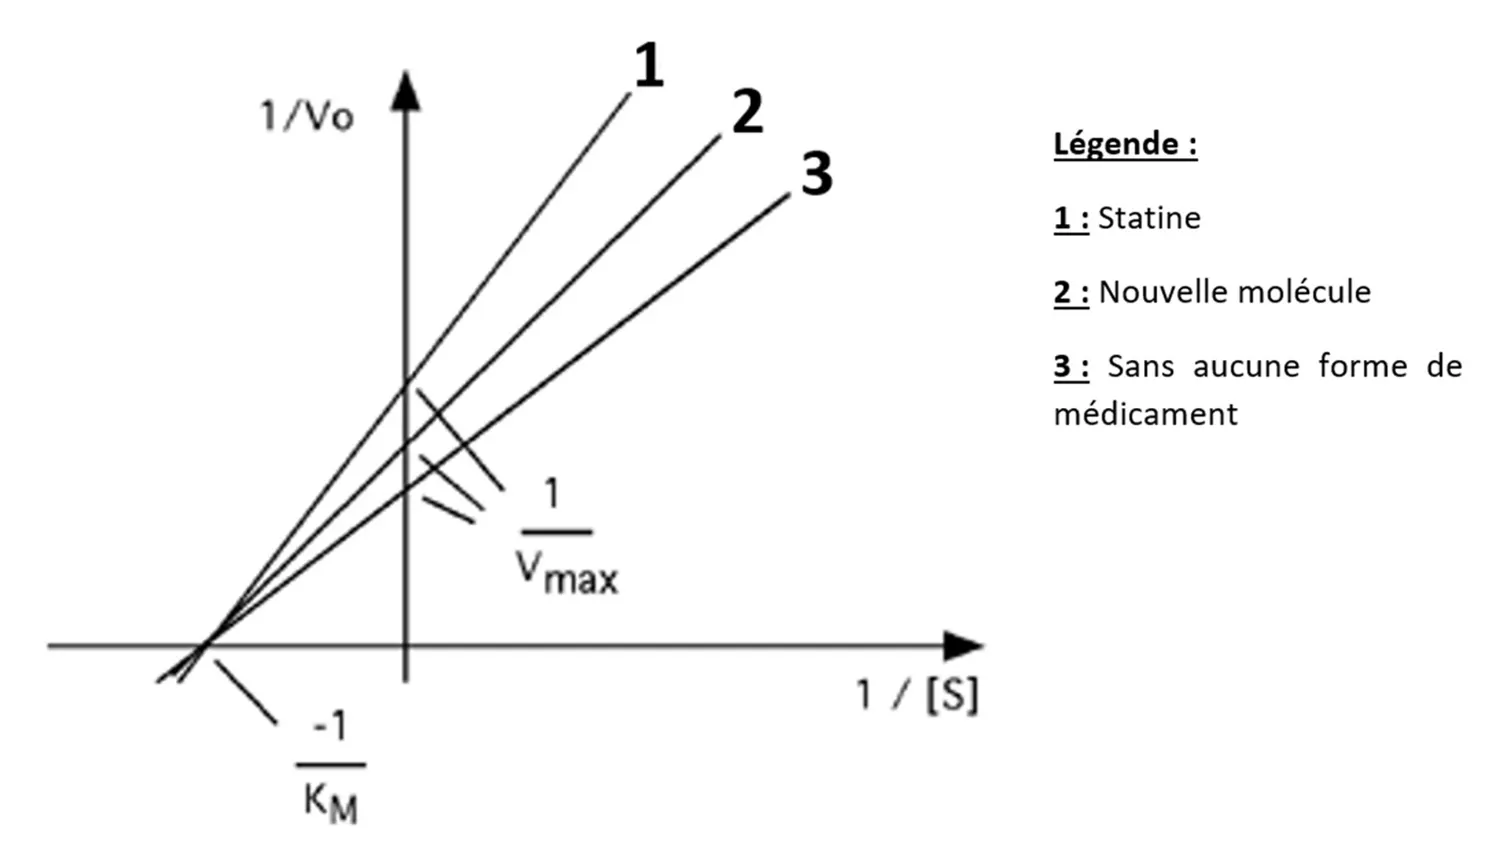 1
2
3
1/Vo
1
Vmax
1 / [S]
-1
KM
Légende :
1 : Statine
2 : Nouvelle molécule
3 : Sans aucune forme de
médicament